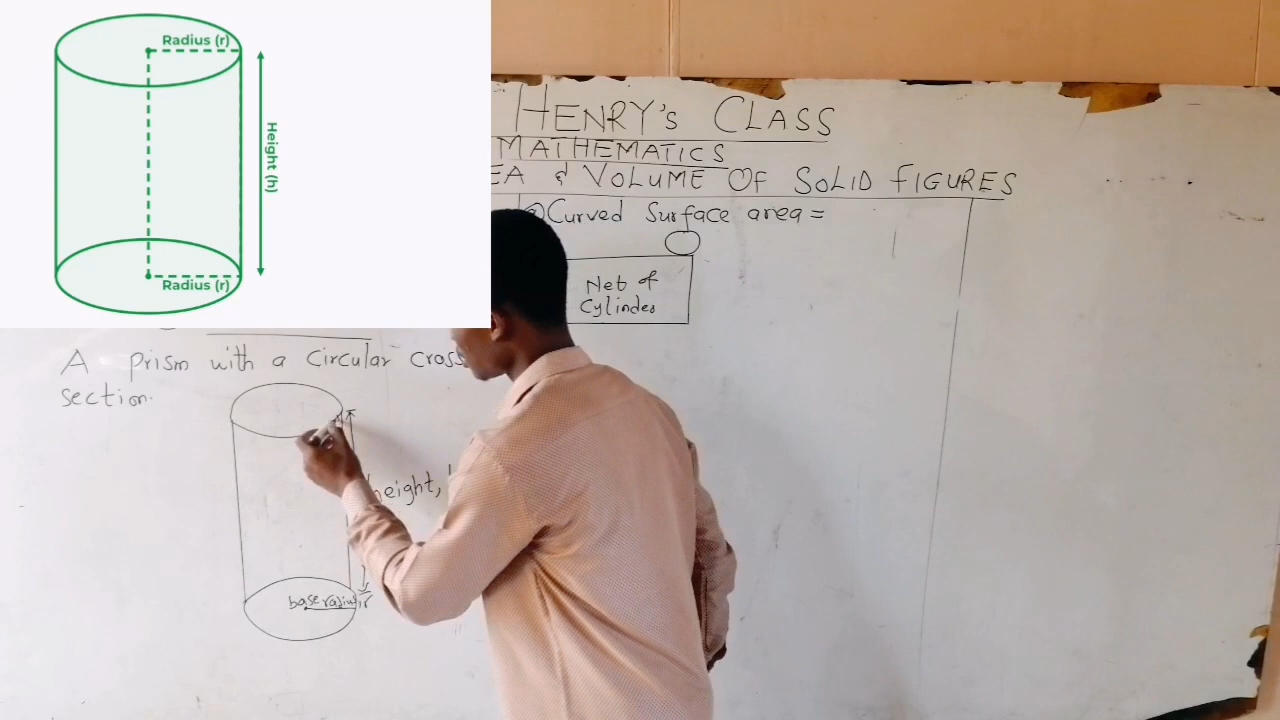 Radius (r)
Height (h)
Radius (r)
HENRY'S CLASS
MATHEMATICS
EA & VOLUME OF SOLID FIGURES
Curved Surface area =
Net of
Cylinder
A prism with a circular cross
section.
height,
base radius, r